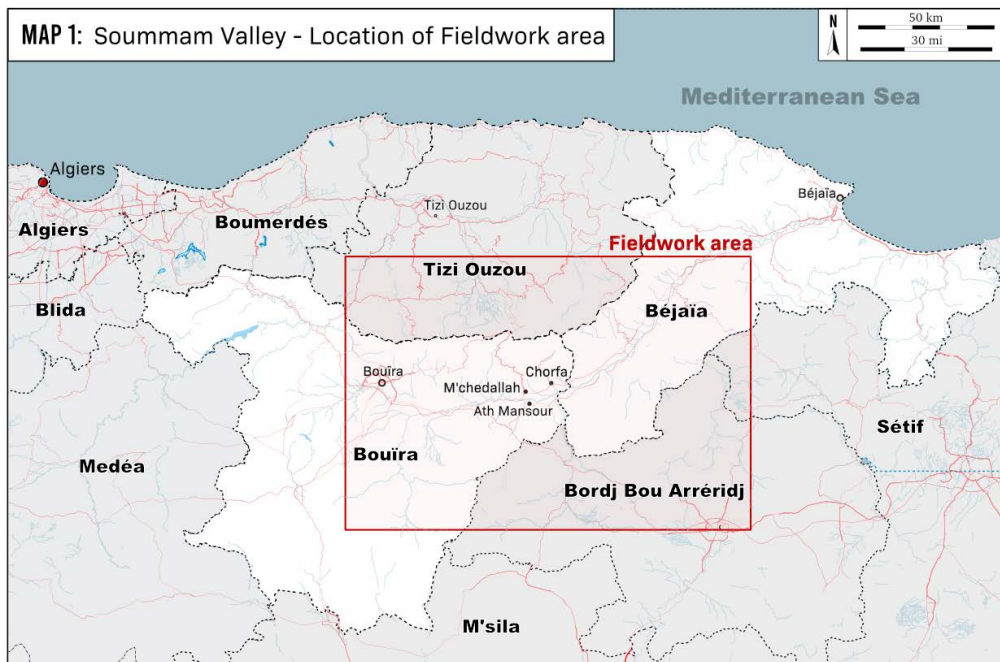 MAP 1: Soummam Valley - Location of Fieldwork area
N
50 km
30 mi
Mediterranean Sea
Algiers
Béjaïa
Tizi Ouzou
Algiers
Boumerdés
Fieldwork area
Tizi Ouzou
Blida
Béjaïa
Bouïra
Chorfa
M'chedallah
Ath Mansour
Sétif
Bouïra
Medéa
Bordj Bou Arréridj
M'sila